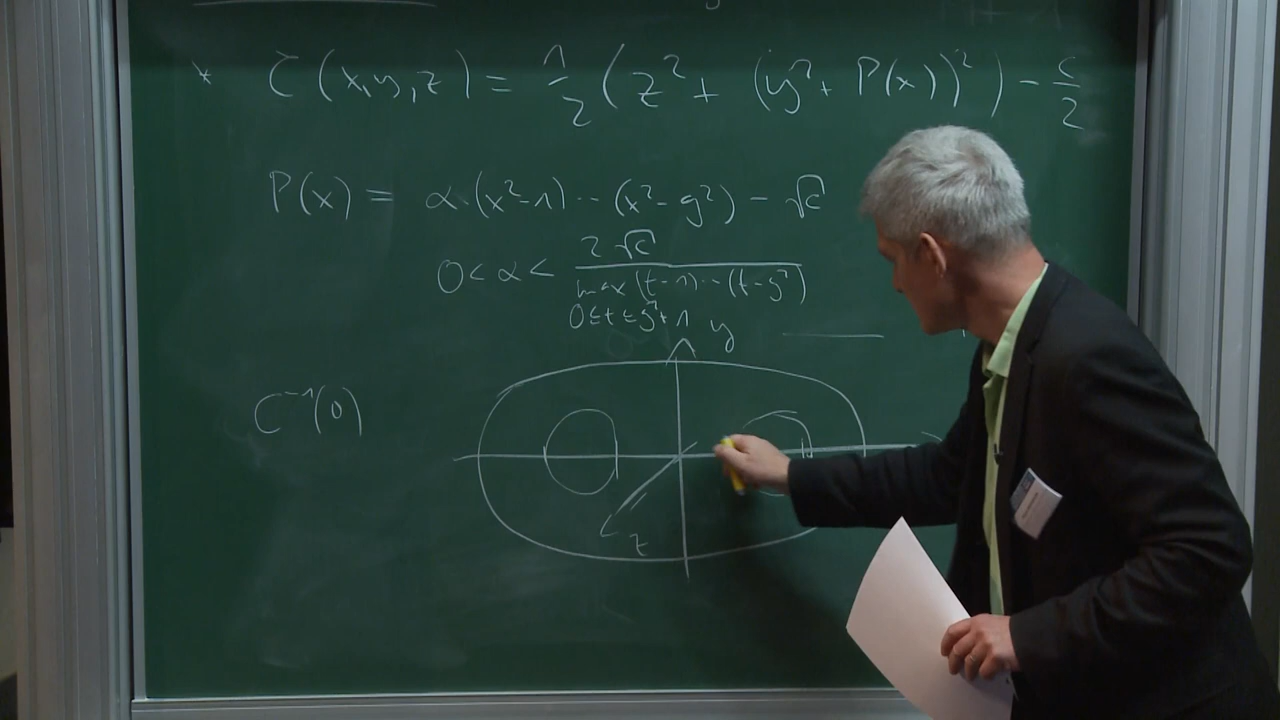 * C(x,y,z) = 1/2 (z² + (y² + P(x))²) - c/2
P(x) = α·(x²-1)···(x²-g²) - √c
0 < α < 2√c / max (t-1)···(t-g²)
0≤t≤g²+1
y
C⁻¹(0)
z